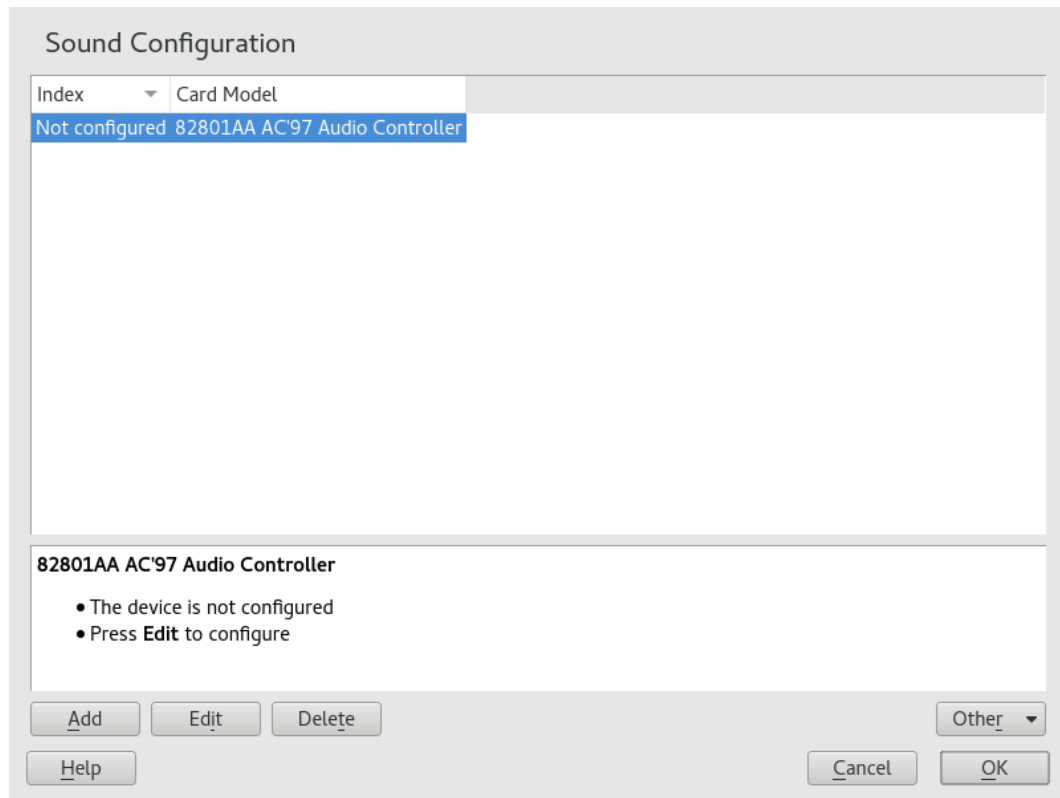 Sound Configuration
Index Card Model
Not configured 82801AA AC'97 Audio Controller
82801AA AC'97 Audio Controller
• The device is not configured
• Press Edit to configure
Add Edit Delete Other
Help Cancel OK